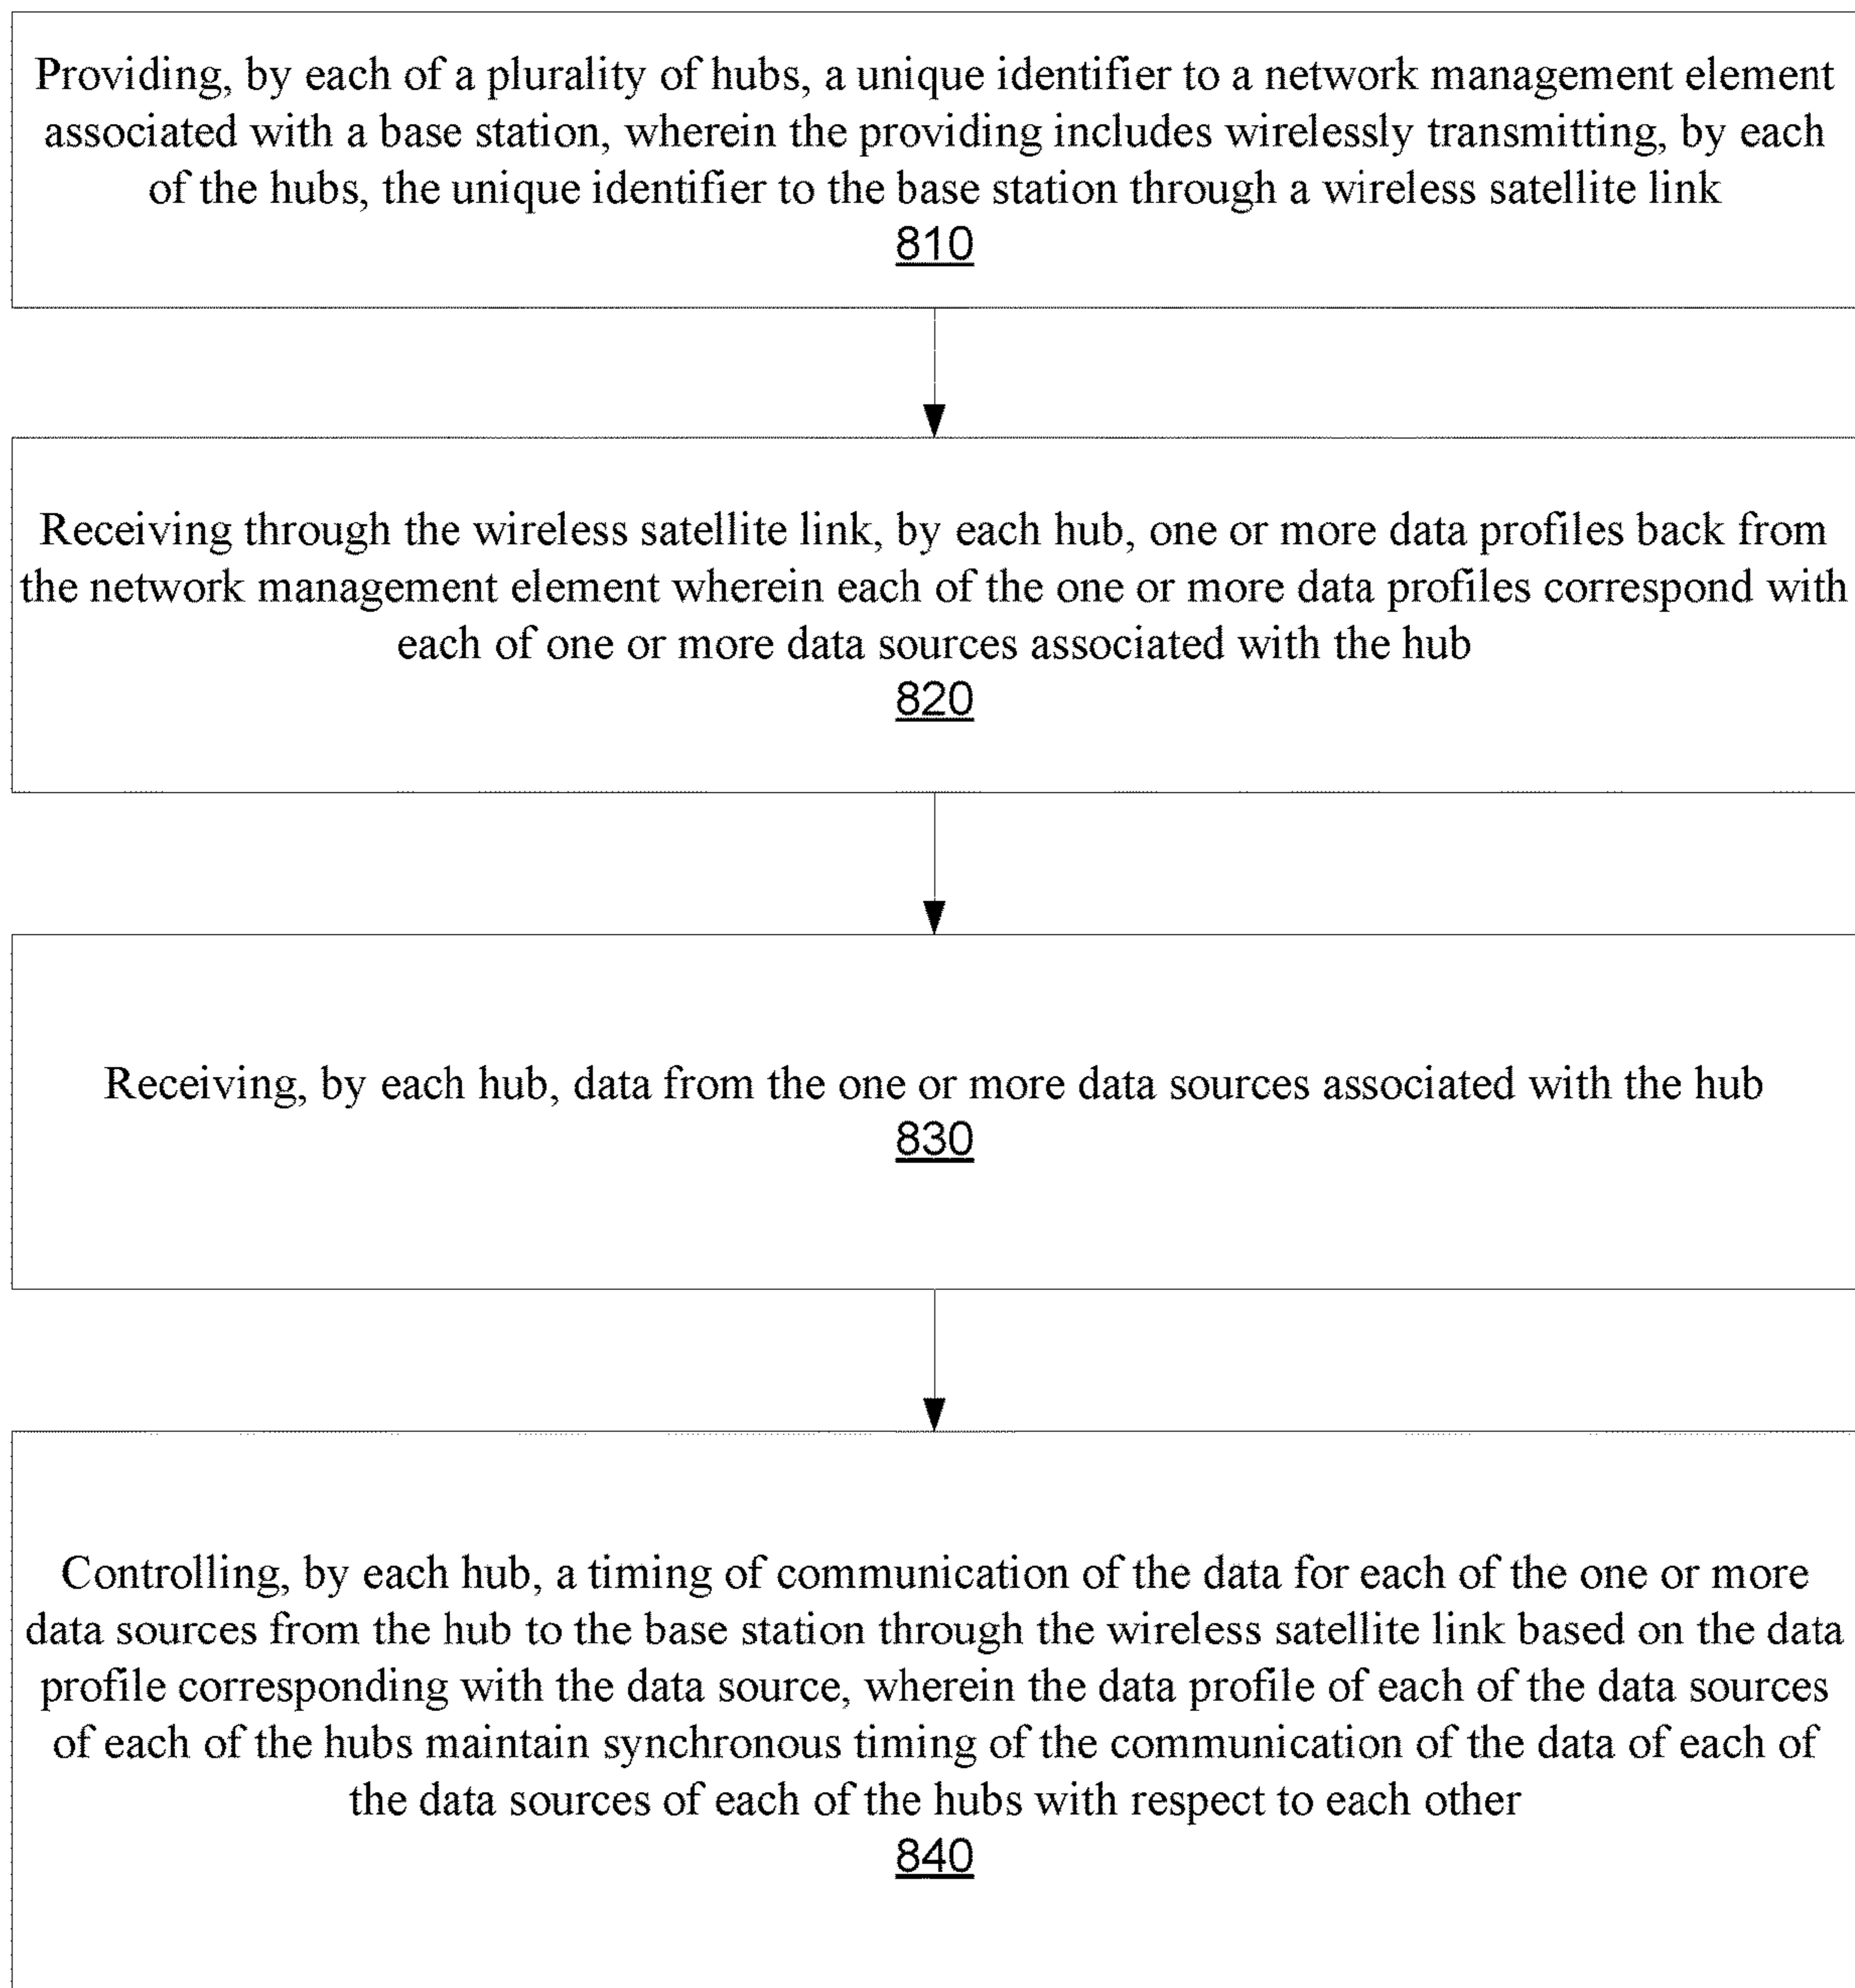 Providing, by each of a plurality of hubs, a unique identifier to a network management element
associated with a base station, wherein the providing includes wirelessly transmitting, by each
of the hubs, the unique identifier to the base station through a wireless satellite link
810
Receiving through the wireless satellite link, by each hub, one or more data profiles back from
the network management element wherein each of the one or more data profiles correspond with
each of one or more data sources associated with the hub
820
Receiving, by each hub, data from the one or more data sources associated with the hub
830
Controlling, by each hub, a timing of communication of the data for each of the one or more
data sources from the hub to the base station through the wireless satellite link based on the data
profile corresponding with the data source, wherein the data profile of each of the data sources
of each of the hubs maintain synchronous timing of the communication of the data of each of
the data sources of each of the hubs with respect to each other
840